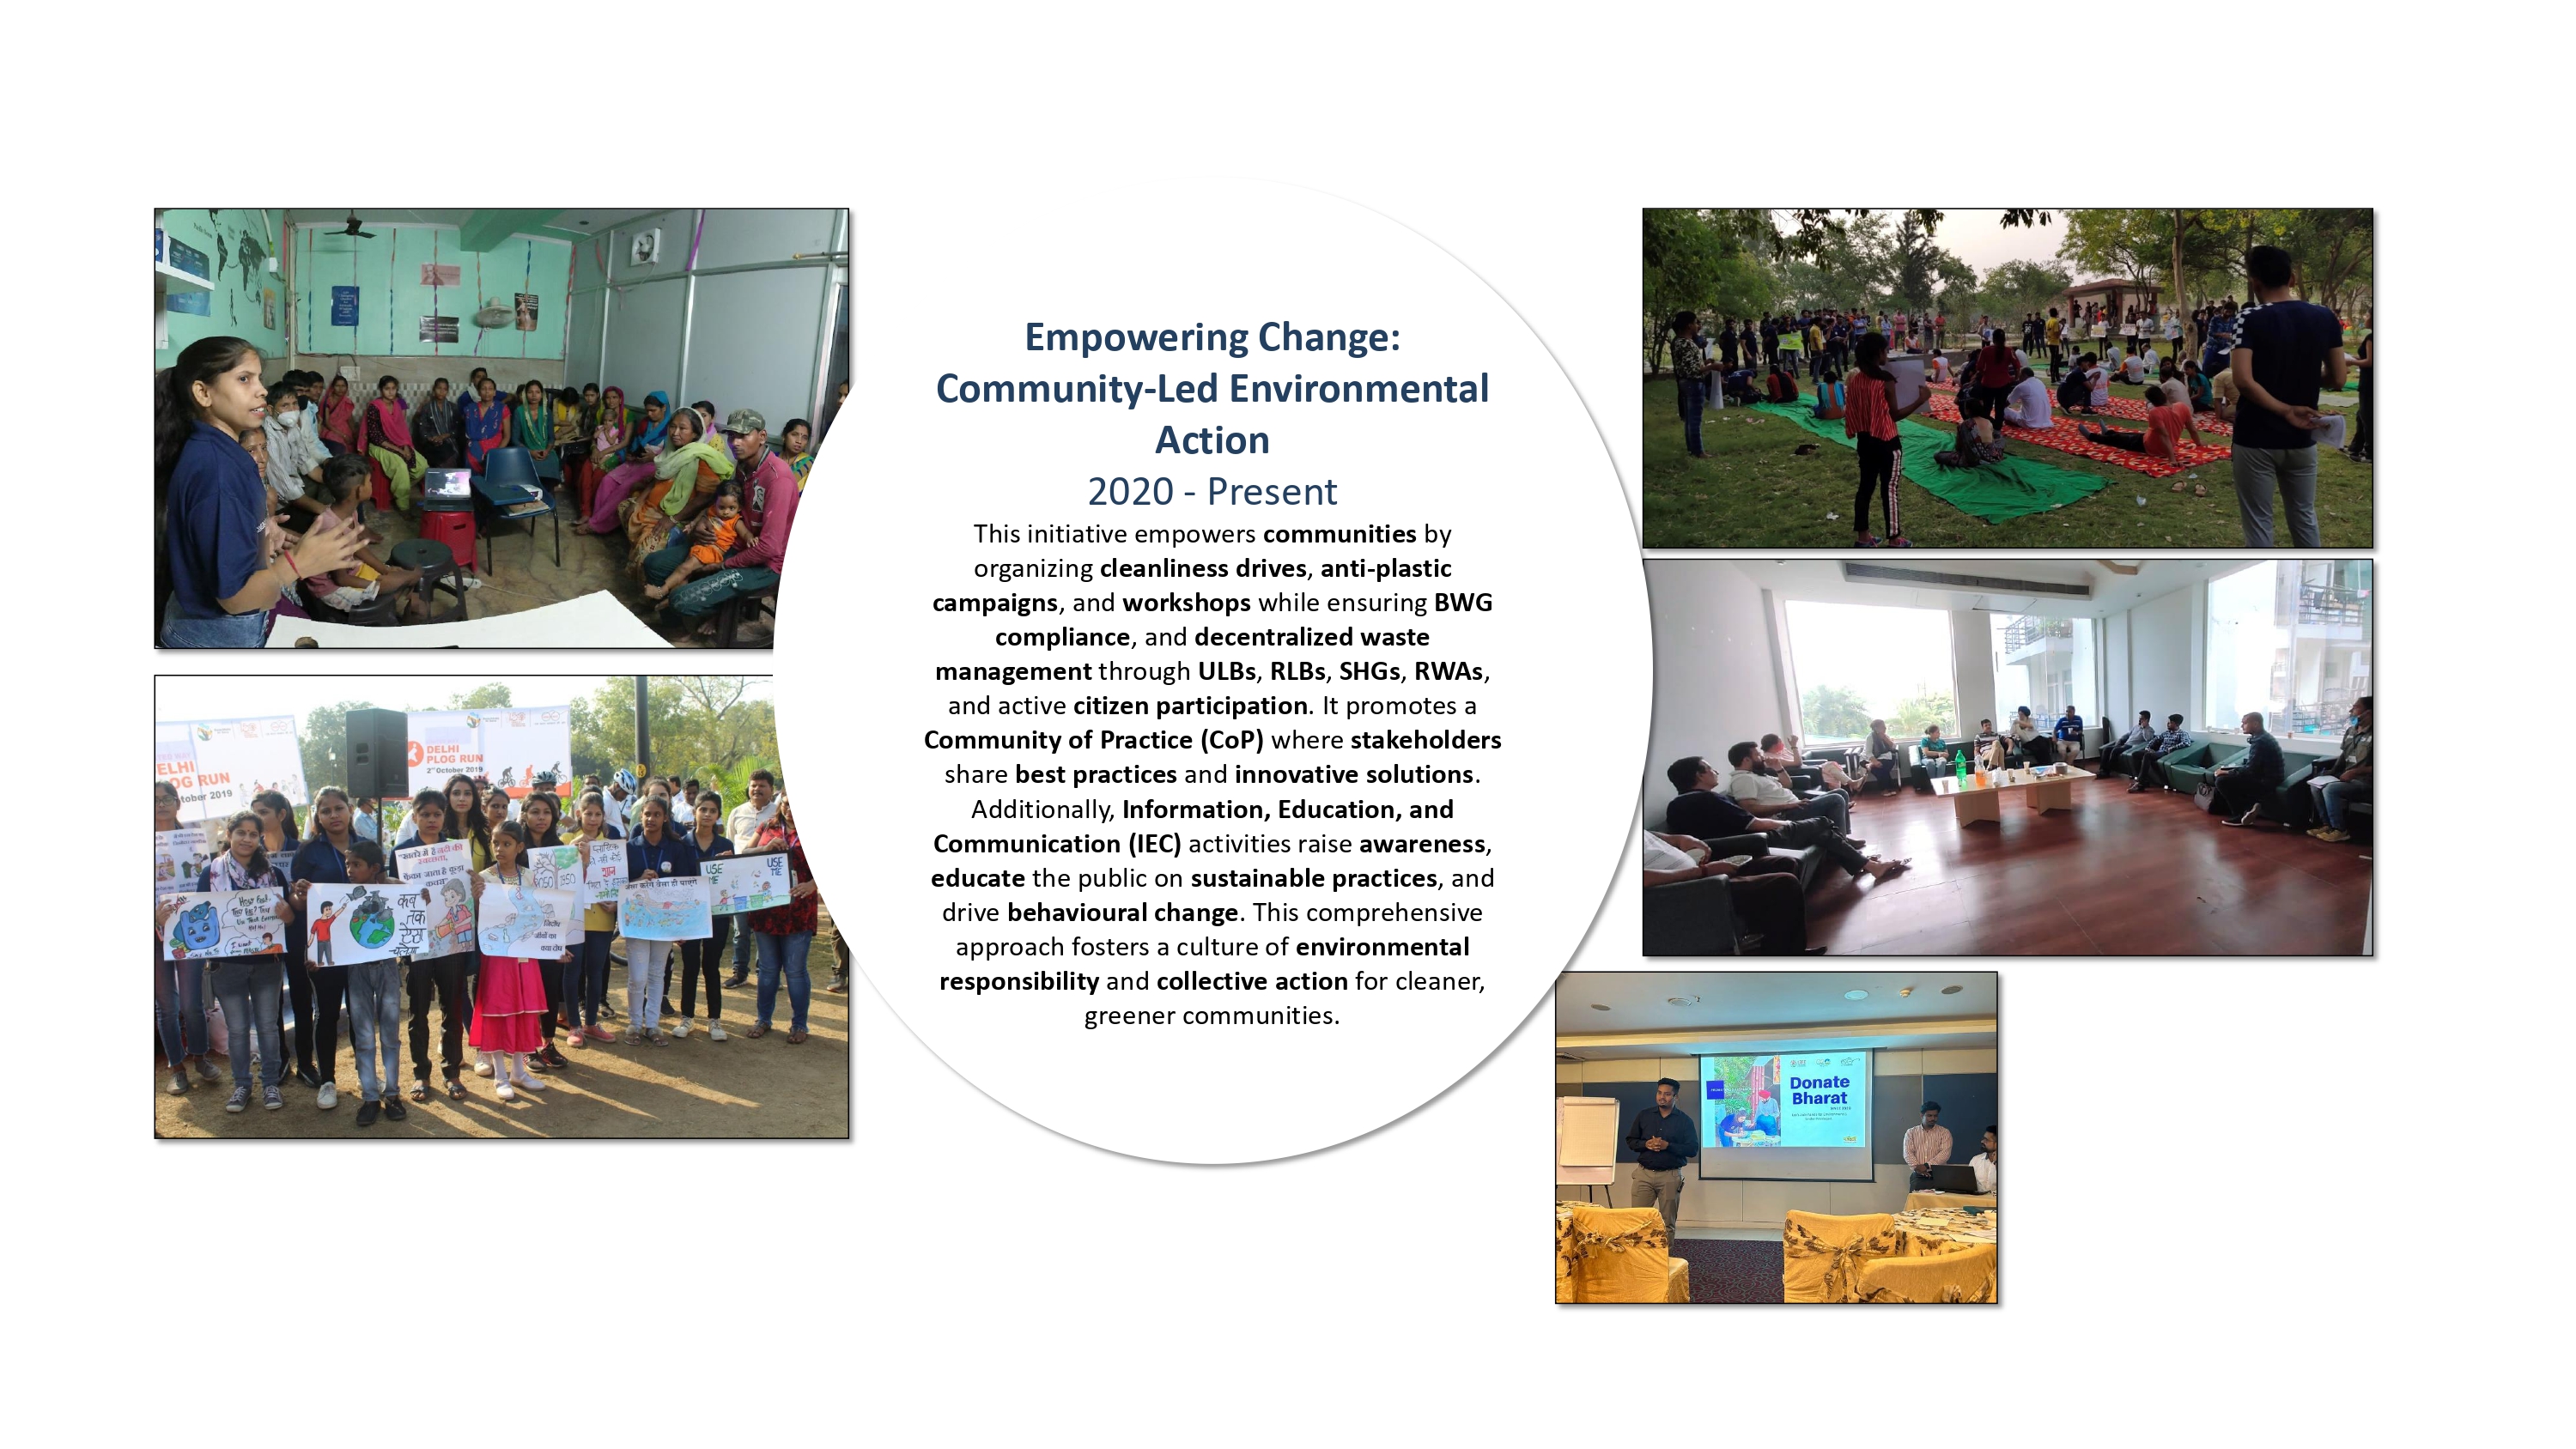 Empowering Change:
Community-Led Environmental
Action
2020 - Present
This initiative empowers communities by
organizing cleanliness drives, anti-plastic
campaigns, and workshops while ensuring BWG
compliance, and decentralized waste
management through ULBs, RLBs, SHGs, RWAs,
and active citizen participation. It promotes a
Community of Practice (CoP) where stakeholders
share best practices and innovative solutions.
Additionally, Information, Education, and
Communication (IEC) activities raise awareness,
educate the public on sustainable practices, and
drive behavioural change. This comprehensive
approach fosters a culture of environmental
responsibility and collective action for cleaner,
greener communities.
DELHI
PLOG RUN
2nd October 2019
ELHI
OG RUN
tober 2019
कब
तक
ऐसा
चलेगा
USE
ME
USE
ME
Donate
Bharat